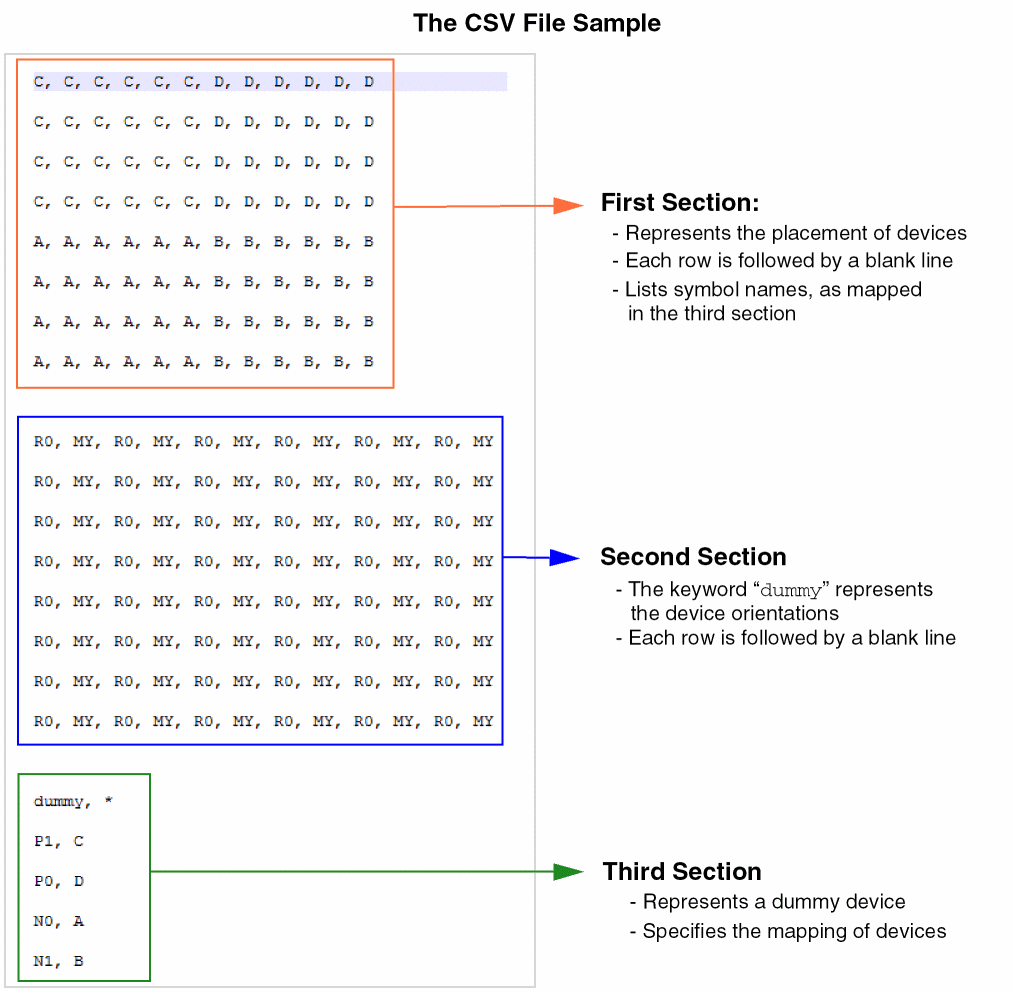 The CSV File Sample
C, C, C, C, C, C, D, D, D, D, D, D
C, C, C, C, C, C, D, D, D, D, D, D
C, C, C, C, C, C, D, D, D, D, D, D
C, C, C, C, C, C, D, D, D, D, D, D
A, A, A, A, A, A, B, B, B, B, B, B
A, A, A, A, A, A, B, B, B, B, B, B
A, A, A, A, A, A, B, B, B, B, B, B
A, A, A, A, A, A, B, B, B, B, B, B
First Section:
- Represents the placement of devices
- Each row is followed by a blank line
- Lists symbol names, as mapped
in the third section
R0, MY, R0, MY, R0, MY, R0, MY, R0, MY, R0, MY
R0, MY, R0, MY, R0, MY, R0, MY, R0, MY, R0, MY
R0, MY, R0, MY, R0, MY, R0, MY, R0, MY, R0, MY
R0, MY, R0, MY, R0, MY, R0, MY, R0, MY, R0, MY
R0, MY, R0, MY, R0, MY, R0, MY, R0, MY, R0, MY
R0, MY, R0, MY, R0, MY, R0, MY, R0, MY, R0, MY
R0, MY, R0, MY, R0, MY, R0, MY, R0, MY, R0, MY
R0, MY, R0, MY, R0, MY, R0, MY, R0, MY, R0, MY
Second Section
- The keyword “dummy” represents
the device orientations
- Each row is followed by a blank line
dummy, *
P1, C
P0, D
N0, A
N1, B
Third Section
- Represents a dummy device
- Specifies the mapping of devices